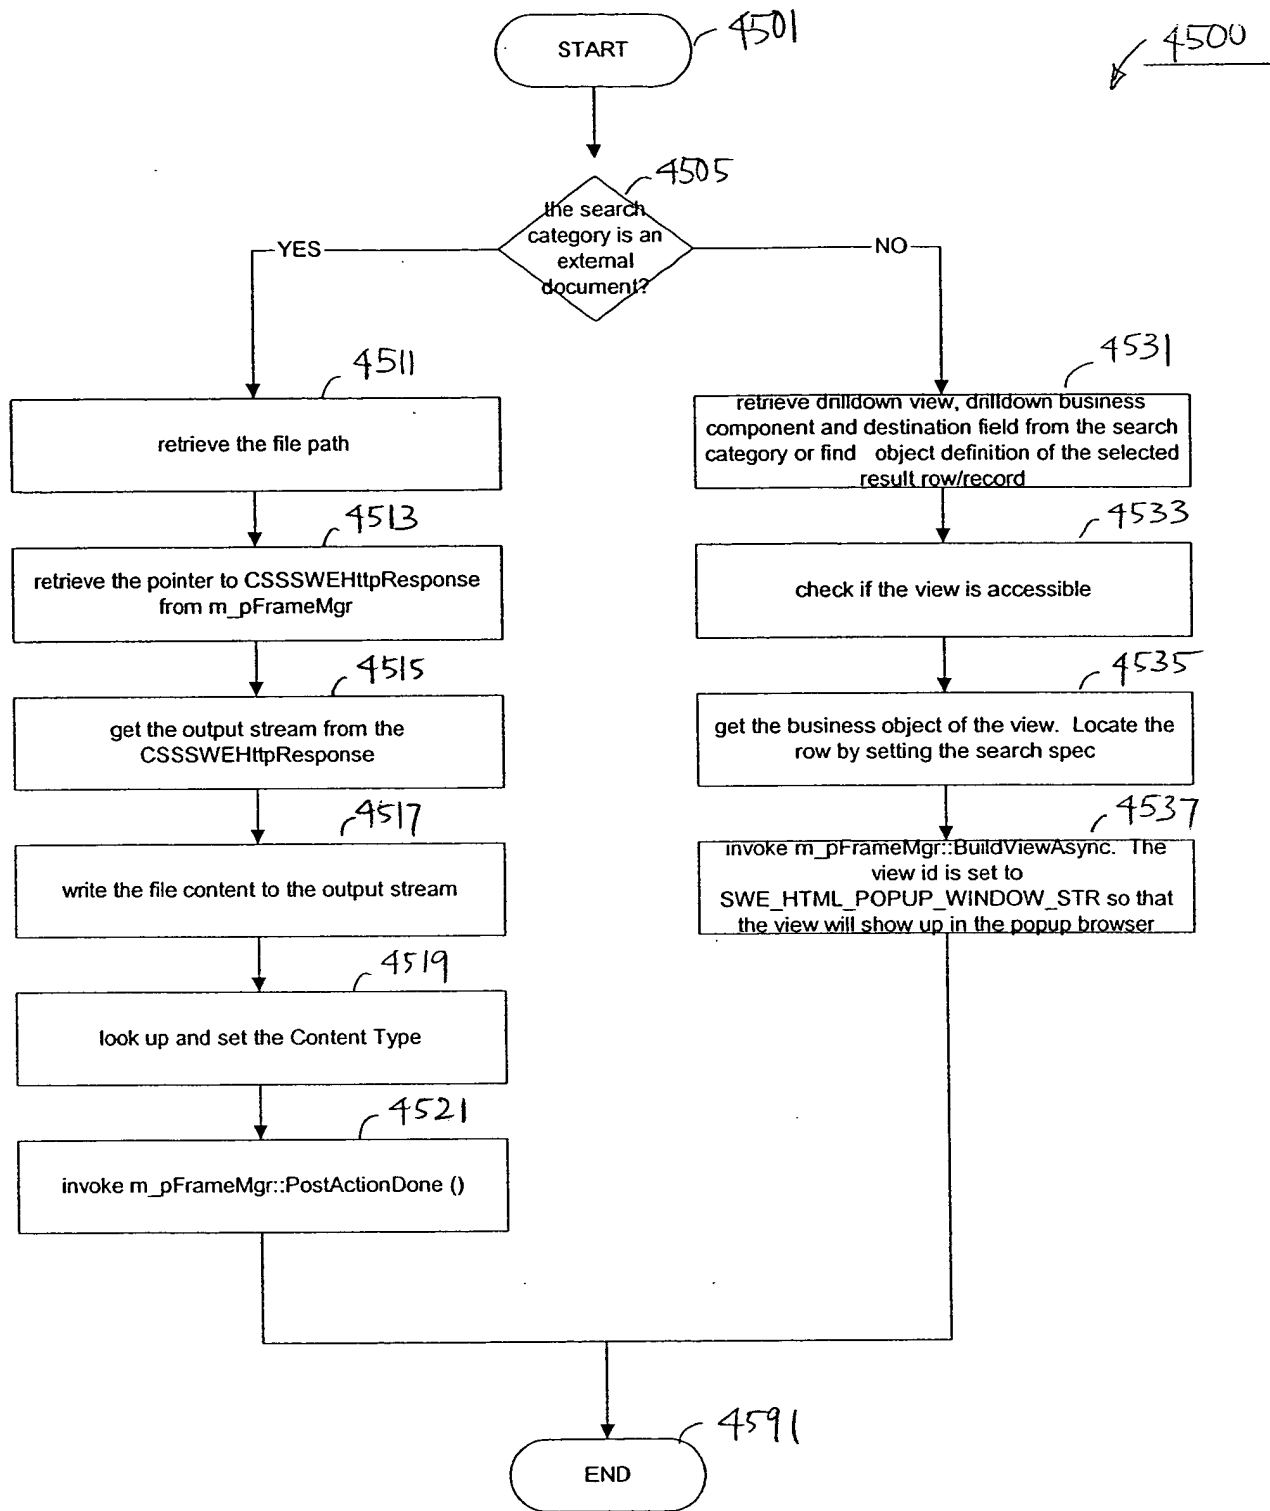 START
4501
4500
4505
the search
category is an
external
document?
YES
NO
4511
retrieve the file path
4513
retrieve the pointer to CSSSWEHttpResponse
from m_pFrameMgr
4515
get the output stream from the
CSSSWEHttpResponse
4517
write the file content to the output stream
4519
look up and set the Content Type
4521
invoke m_pFrameMgr::PostActionDone ()
4531
retrieve drilldown view, drilldown business
component and destination field from the search
category or find object definition of the selected
result row/record
4533
check if the view is accessible
4535
get the business object of the view. Locate the
row by setting the search spec
4537
invoke m_pFrameMgr::BuildViewAsync. The
view id is set to
SWE_HTML_POPUP_WINDOW_STR so that
the view will show up in the popup browser
4591
END